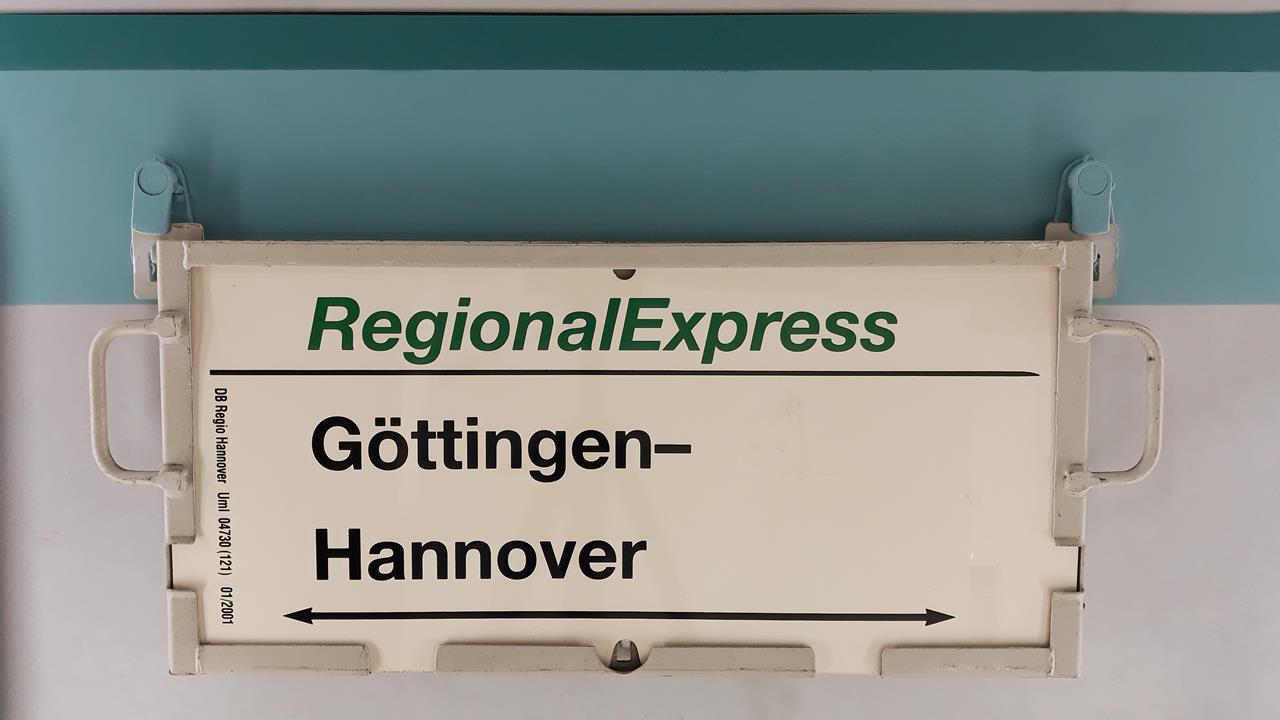 RegionalExpress
Göttingen–
Hannover
DB Regio Hannover Uml 04730 (121) 01/2001